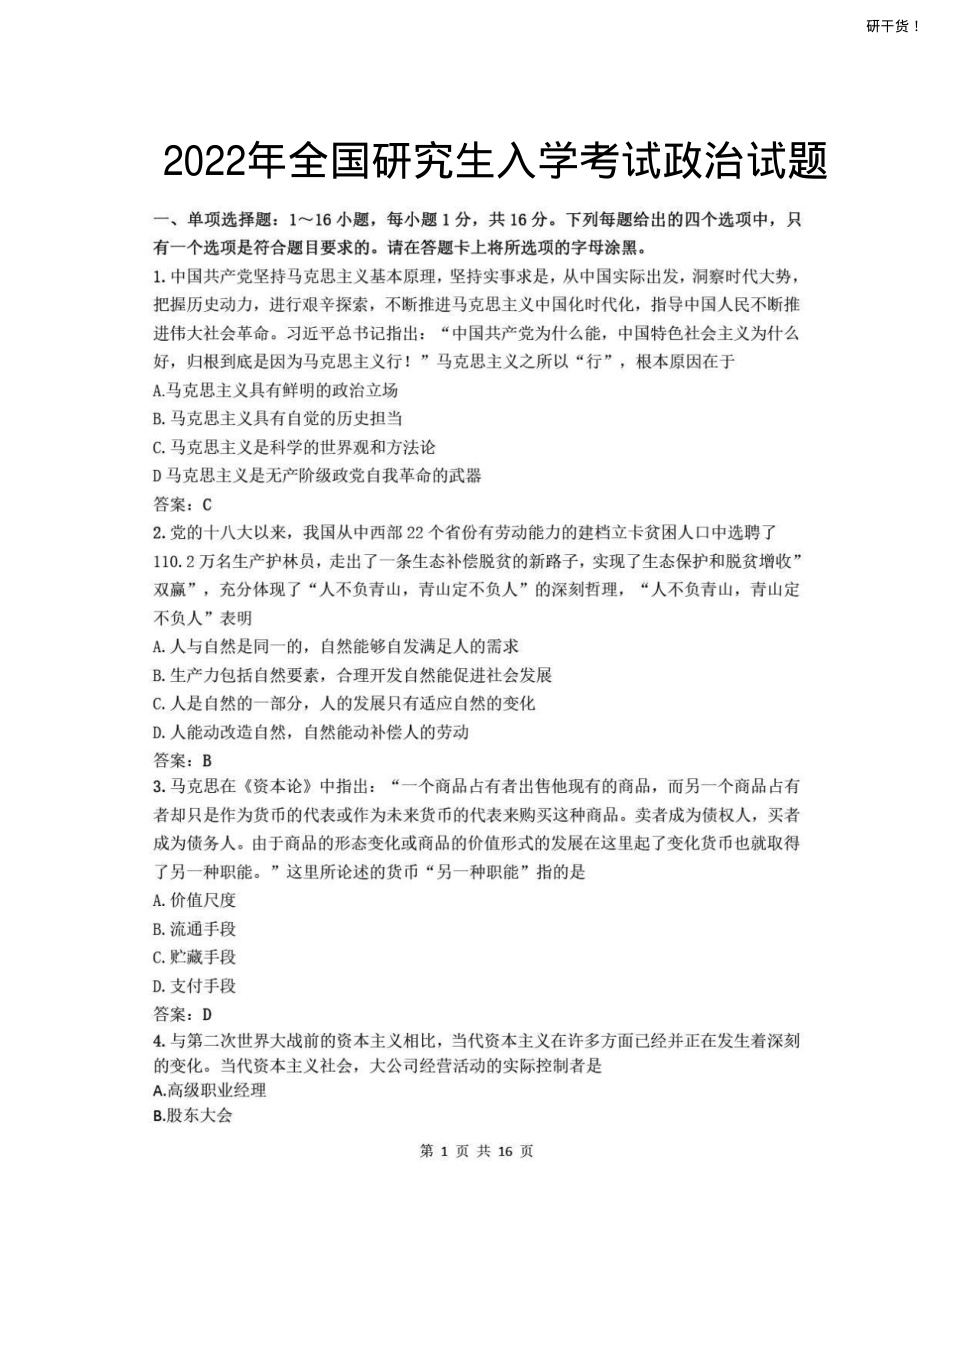 研干货！
2022年全国研究生入学考试政治试题
一、单项选择题：1～16 小题，每小题 1 分，共 16 分。下列每题给出的四个选项中，只
有一个选项是符合题目要求的。请在答题卡上将所选项的字母涂黑。
1. 中国共产党坚持马克思主义基本原理，坚持实事求是，从中国实际出发，洞察时代大势，
把握历史动力，进行艰辛探索，不断推进马克思主义中国化时代化，指导中国人民不断推
进伟大社会革命。习近平总书记指出：“中国共产党为什么能，中国特色社会主义为什么
好，归根到底是因为马克思主义行！”马克思主义之所以“行”，根本原因在于
A.马克思主义具有鲜明的政治立场
B. 马克思主义具有自觉的历史担当
C. 马克思主义是科学的世界观和方法论
D 马克思主义是无产阶级政党自我革命的武器
答案：C
2. 党的十八大以来，我国从中西部 22 个省份有劳动能力的建档立卡贫困人口中选聘了
110.2 万名生产护林员，走出了一条生态补偿脱贫的新路子，实现了生态保护和脱贫增收”
双赢”，充分体现了“人不负青山，青山定不负人”的深刻哲理，“人不负青山，青山定
不负人”表明
A. 人与自然是同一的，自然能够自发满足人的需求
B. 生产力包括自然要素，合理开发自然能促进社会发展
C. 人是自然的一部分，人的发展只有适应自然的变化
D. 人能动改造自然，自然能动补偿人的劳动
答案：B
3. 马克思在《资本论》中指出：“一个商品占有者出售他现有的商品，而另一个商品占有
者却只是作为货币的代表或作为未来货币的代表来购买这种商品。卖者成为债权人，买者
成为债务人。由于商品的形态变化或商品的价值形式的发展在这里起了变化货币也就取得
了另一种职能。”这里所论述的货币“另一种职能”指的是
A. 价值尺度
B. 流通手段
C. 贮藏手段
D. 支付手段
答案：D
4. 与第二次世界大战前的资本主义相比，当代资本主义在许多方面已经并正在发生着深刻
的变化。当代资本主义社会，大公司经营活动的实际控制者是
A.高级职业经理
B.股东大会
第 1 页 共 16 页